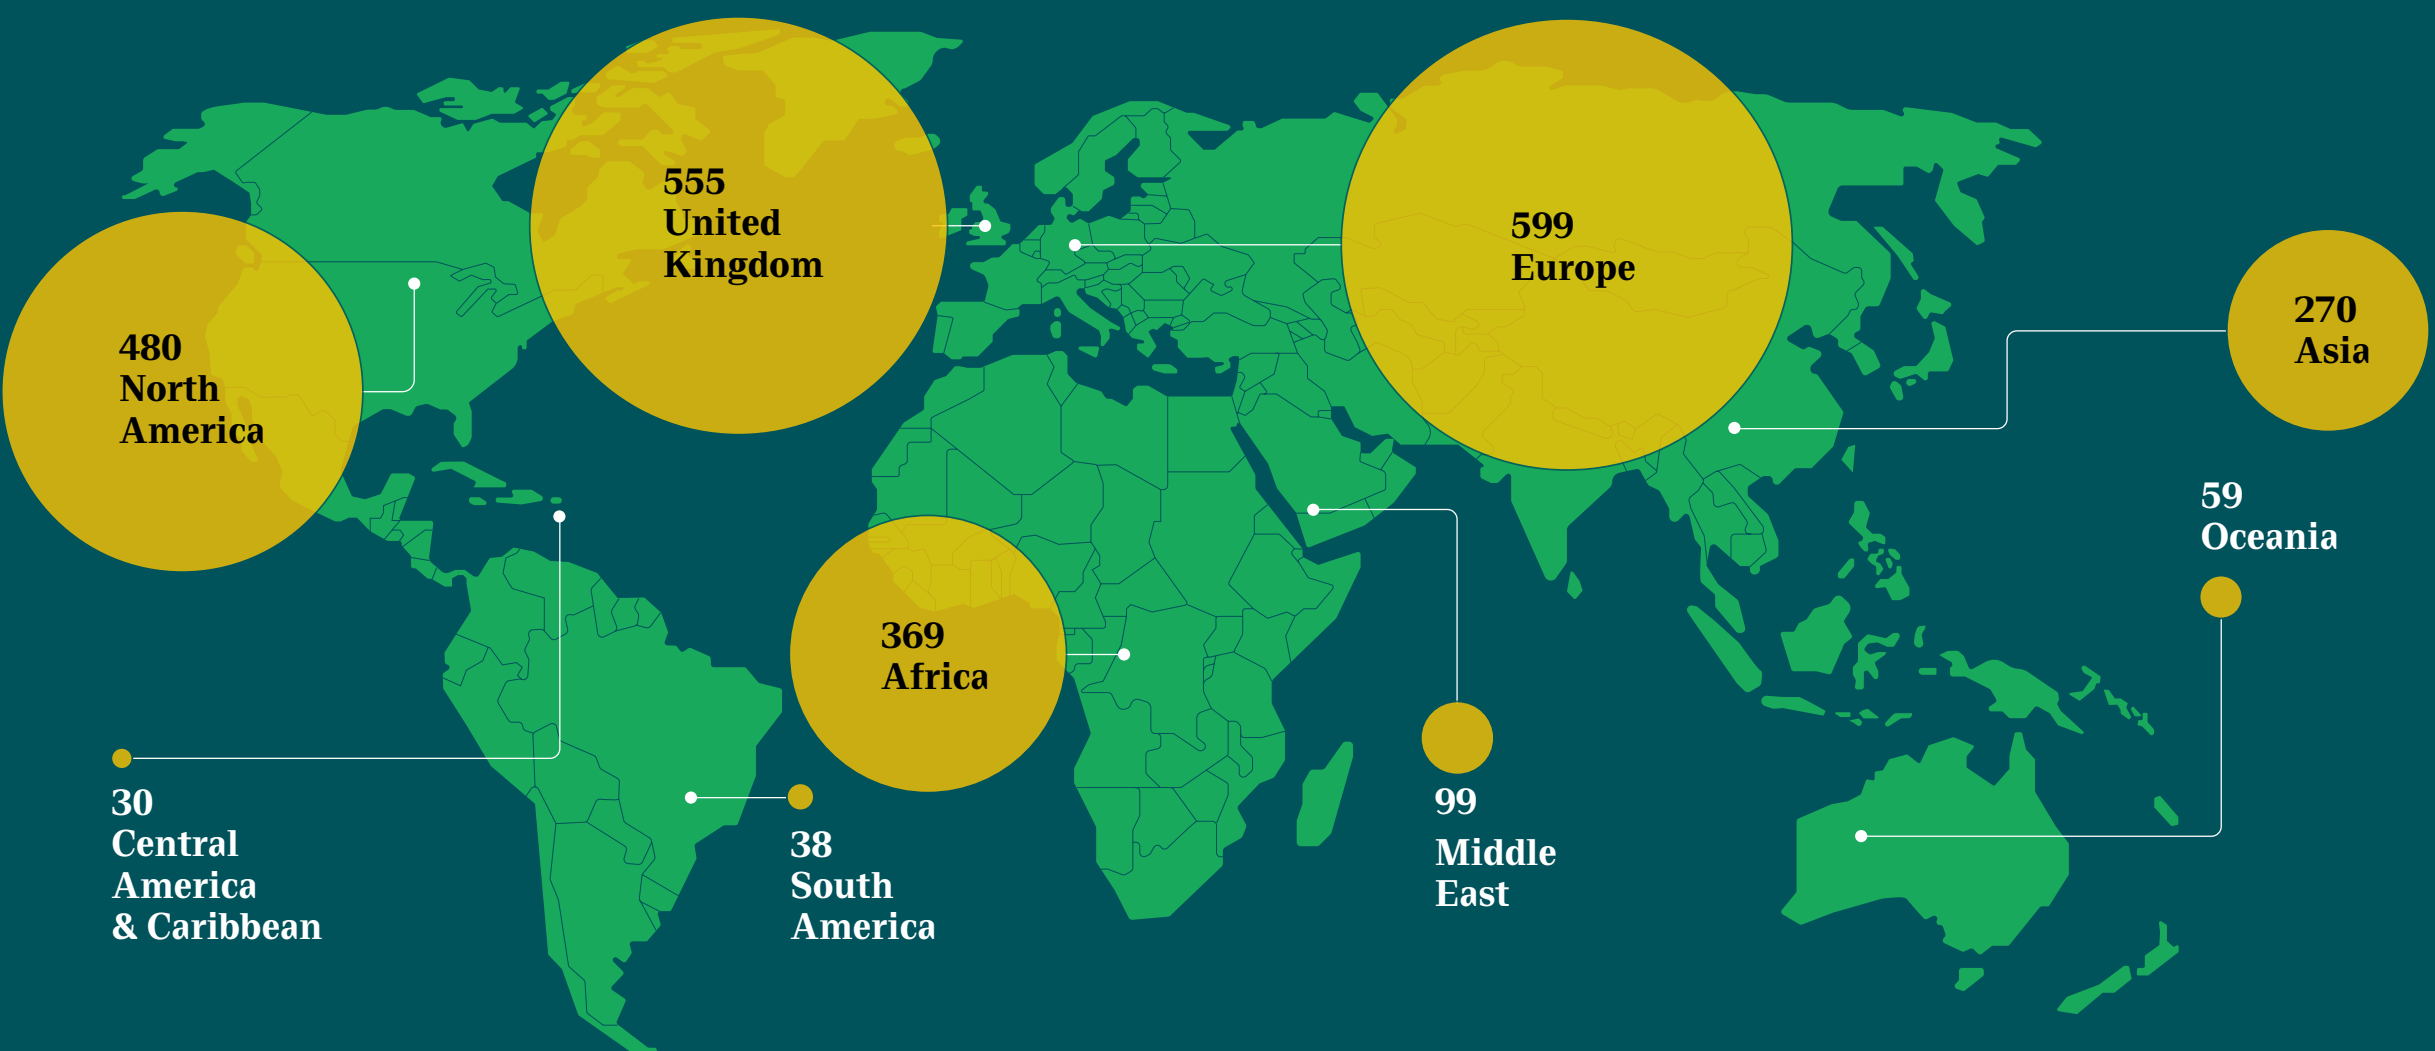 480
North
America
555
United
Kingdom
599
Europe
270
Asia
59
Oceania
369
Africa
30
Central
America
& Caribbean
38
South
America
99
Middle
East